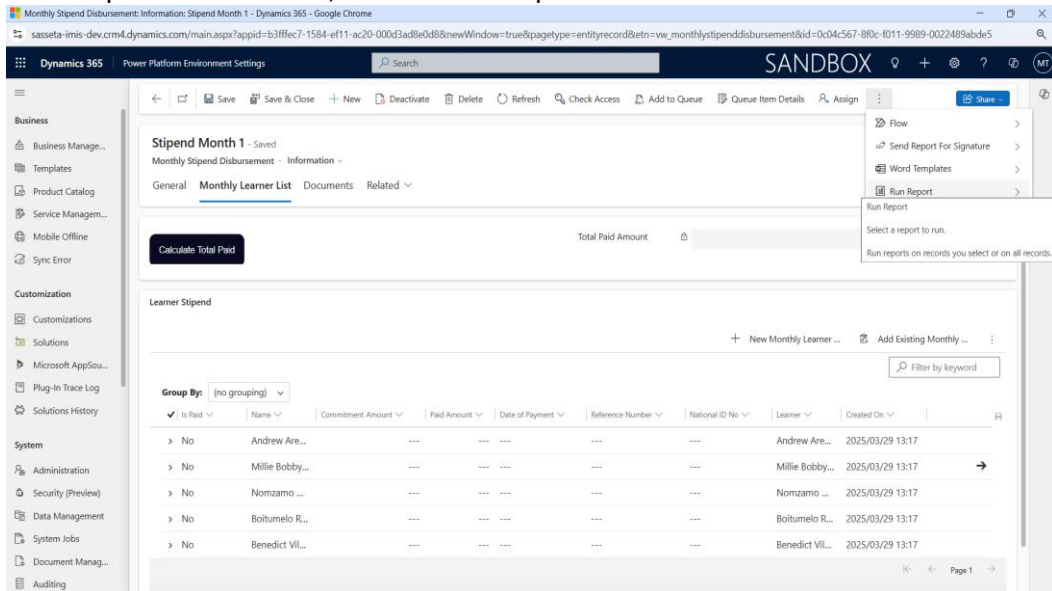 Monthly Stipend Disbursement: Information: Stipend Month 1 - Dynamics 365 - Google Chrome
sasseta-imis-dev.crm4.dynamics.com/main.aspx?appid=b3fffec7-1584-ef11-ac20-000d3ad8e0d8&newWindow=true&pagetype=entityrecord&etn=vw_monthlystipenddisbursement&id=0c04c567-8f0c-f011-9989-0022489abde5
Dynamics 365 Power Platform Environment Settings Search SANDBOX MT
Save Save & Close New Deactivate Delete Refresh Check Access Add to Queue Queue Item Details Assign Share
Flow
Send Report For Signature
Word Templates
Run Report
Run Report
Select a report to run.
Run reports on records you select or on all records.
Business
Business Manage...
Templates
Product Catalog
Service Managem...
Mobile Offline
Sync Error
Customization
Customizations
Solutions
Microsoft AppSou...
Plug-In Trace Log
Solutions History
System
Administration
Security (Preview)
Data Management
System Jobs
Document Manag...
Auditing
Stipend Month 1 - Saved
Monthly Stipend Disbursement · Information
General Monthly Learner List Documents Related
Calculate Total Paid
Total Paid Amount
Learner Stipend
New Monthly Learner ... Add Existing Monthly ...
Filter by keyword
Group By: (no grouping)
Is Paid Name Commitment Amount Paid Amount Date of Payment Reference Number National ID No Learner Created On
No Andrew Are... --- --- --- --- --- Andrew Are... 2025/03/29 13:17
No Millie Bobby... --- --- --- --- --- Millie Bobby... 2025/03/29 13:17
No Nomzamo ... --- --- --- --- --- Nomzamo ... 2025/03/29 13:17
No Boitumelo R... --- --- --- --- --- Boitumelo R... 2025/03/29 13:17
No Benedict Vil... --- --- --- --- --- Benedict Vil... 2025/03/29 13:17
Page 1